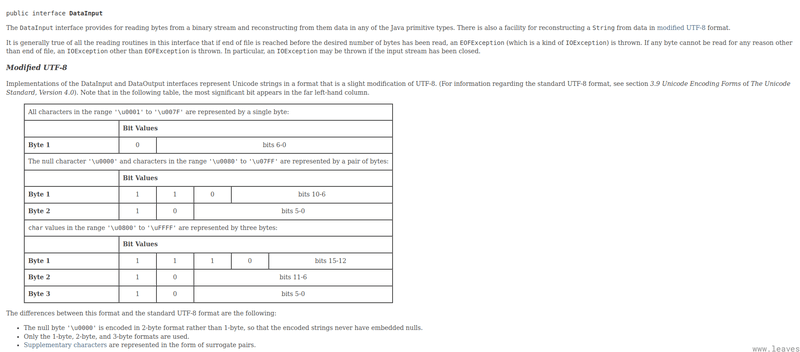 public interface DataInput
The DataInput interface provides for reading bytes from a binary stream and reconstructing from them data in any of the Java primitive types. There is also a facility for reconstructing a String from data in modified UTF-8 format.
It is generally true of all the reading routines in this interface that if end of file is reached before the desired number of bytes has been read, an EOFException (which is a kind of IOException) is thrown. If any byte cannot be read for any reason other
than end of file, an IOException other than EOFException is thrown. In particular, an IOException may be thrown if the input stream has been closed.
Modified UTF-8
Implementations of the DataInput and DataOutput interfaces represent Unicode strings in a format that is a slight modification of UTF-8. (For information regarding the standard UTF-8 format, see section 3.9 Unicode Encoding Forms of The Unicode
Standard, Version 4.0). Note that in the following table, the most significant bit appears in the far left-hand column.
All characters in the range '\u0001' to '\u007F' are represented by a single byte:
Bit Values
Byte 1 0 bits 6-0
The null character '\u0000' and characters in the range '\u0080' to '\u07FF' are represented by a pair of bytes:
Bit Values
Byte 1 1 1 0 bits 10-6
Byte 2 1 0 bits 5-0
char values in the range '\u0800' to '\uFFFF' are represented by three bytes:
Bit Values
Byte 1 1 1 1 0 bits 15-12
Byte 2 1 0 bits 11-6
Byte 3 1 0 bits 5-0
The differences between this format and the standard UTF-8 format are the following:
• The null byte '\u0000' is encoded in 2-byte format rather than 1-byte, so that the encoded strings never have embedded nulls.
• Only the 1-byte, 2-byte, and 3-byte formats are used.
• Supplementary characters are represented in the form of surrogate pairs.
www.leaves